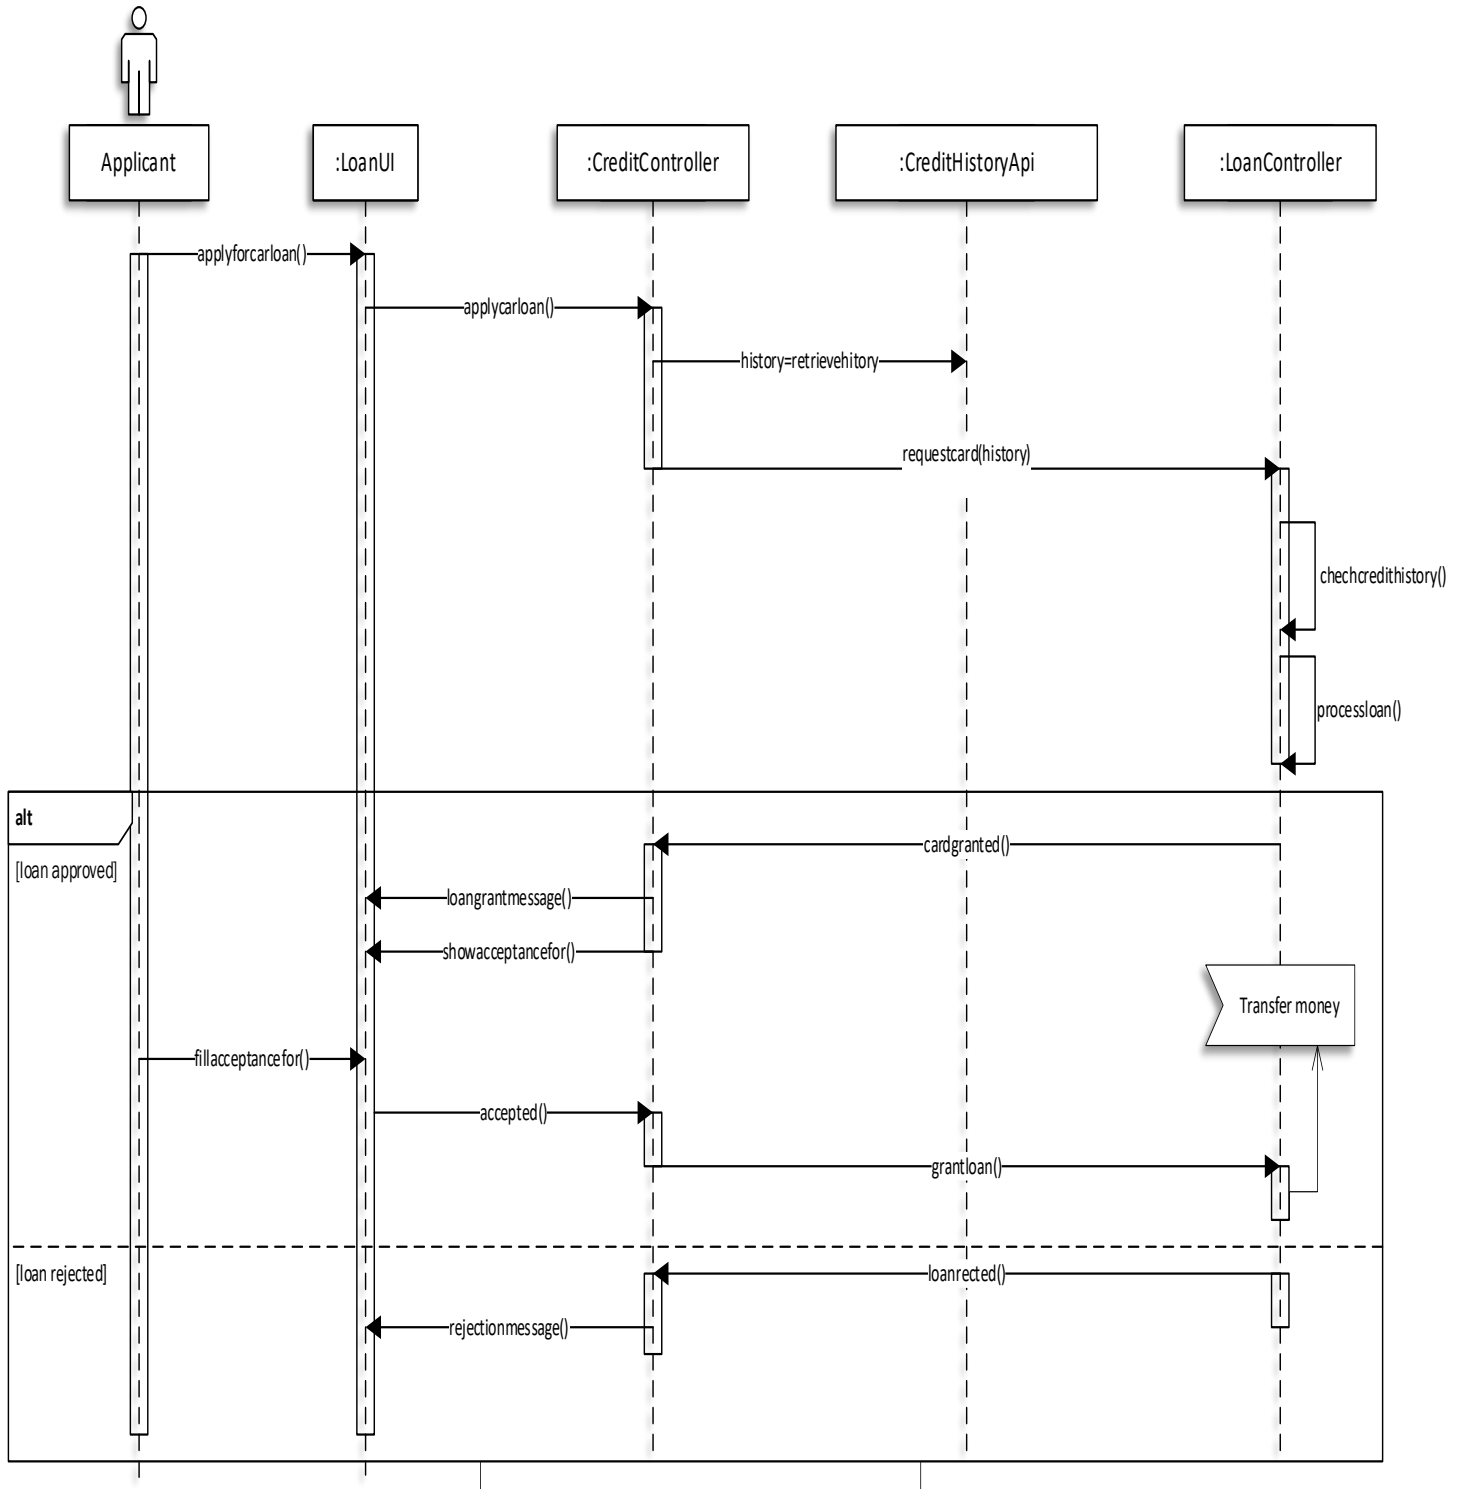 Applicant
:LoanUI
:CreditController
:CreditHistoryApi
:LoanController
applyforcarloan()
applycarloan()
history=retrievehitory
requestcard(history)
chechcredithistory()
processloan()
alt
cardgranted()
[loan approved]
loangrantmessage()
showacceptancefor()
Transfer money
fillacceptancefor()
accepted()
grantloan()
[loan rejected]
loanrected()
rejectionmessage()